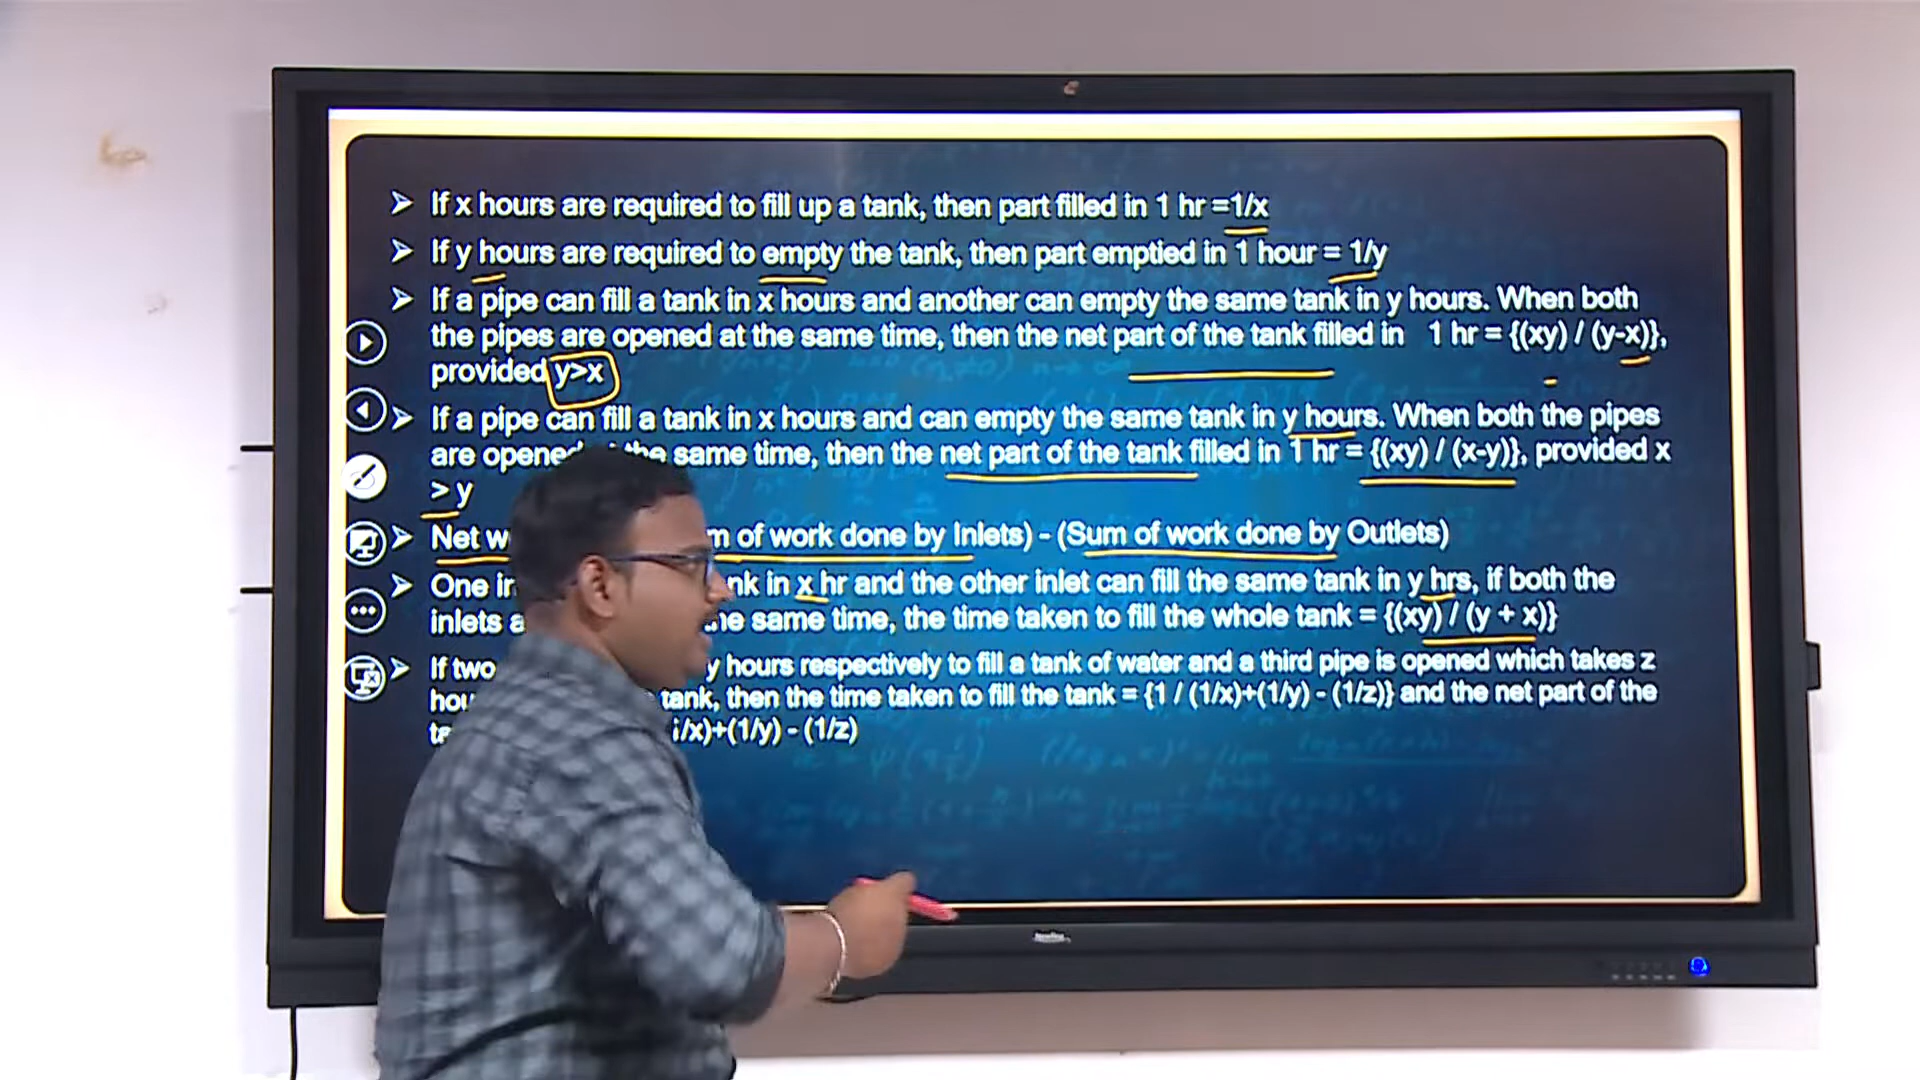 ➢ If x hours are required to fill up a tank, then part filled in 1 hr =1/x
➢ If y hours are required to empty the tank, then part emptied in 1 hour = 1/y
➢ If a pipe can fill a tank in x hours and another can empty the same tank in y hours. When both
the pipes are opened at the same time, then the net part of the tank filled in 1 hr = {(xy) / (y-x)},
provided y>x
➢ If a pipe can fill a tank in x hours and can empty the same tank in y hours. When both the pipes
are opened the same time, then the net part of the tank filled in 1 hr = {(xy) / (x-y)}, provided x
> y
➢ Net of work done by Inlets) - (Sum of work done by Outlets)
➢ One in x hr and the other inlet can fill the same tank in y hrs, if both the
inlets same time, the time taken to fill the whole tank = {(xy) / (y + x)}
➢ If two y hours respectively to fill a tank of water and a third pipe is opened which takes z
tank, then the time taken to fill the tank = {1 / (1/x)+(1/y) - (1/z)} and the net part of the
/x)+(1/y) - (1/z)